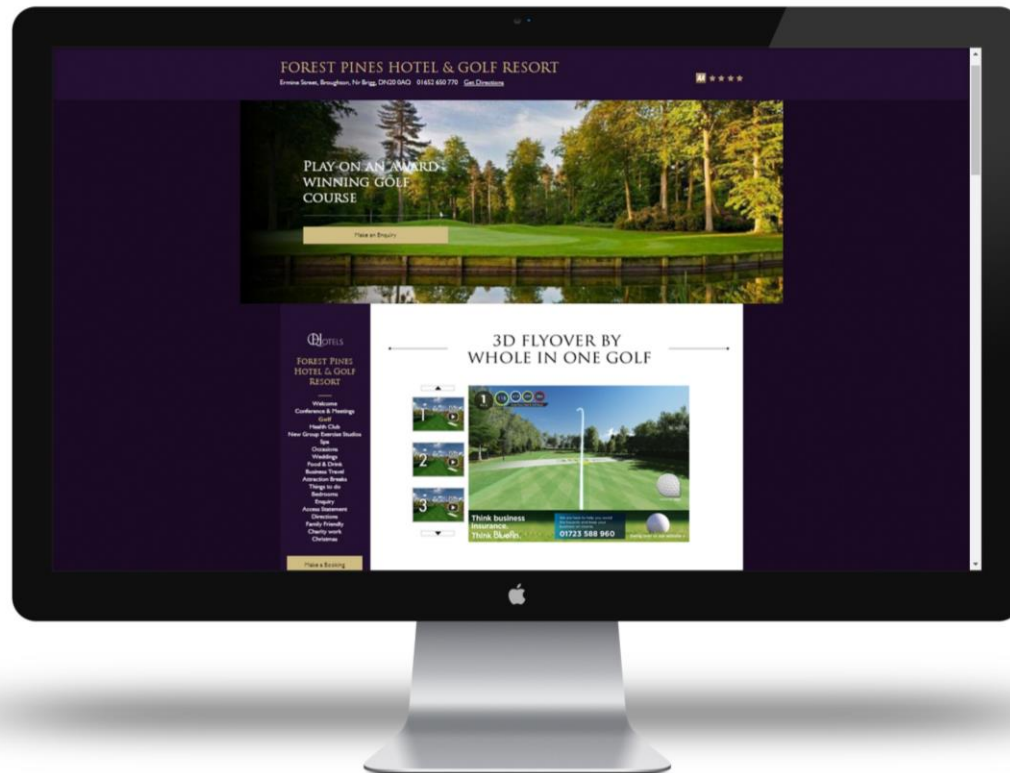 FOREST PINES HOTEL & GOLF RESORT
Ermine Street, Broughton, Nr Brigg, DN20 0AQ 01652 650 770 Get Directions
AA
PLAY ON AN AWARD
WINNING GOLF
COURSE
Make an Enquiry
QHOTELS
FOREST PINES
HOTEL & GOLF
RESORT
Welcome
Conference & Meetings
Golf
Health Club
New Group Exercise Studios
Spa
Occasions
Weddings
Food & Drink
Business Travel
Attraction Breaks
Things to do
Bedrooms
Enquiry
Access Statement
Directions
Family Friendly
Charity work
Christmas
Make a Booking
3D FLYOVER BY
WHOLE IN ONE GOLF
1
2
3
1
Think business
insurance.
Think Bluefin.
01723 588 960